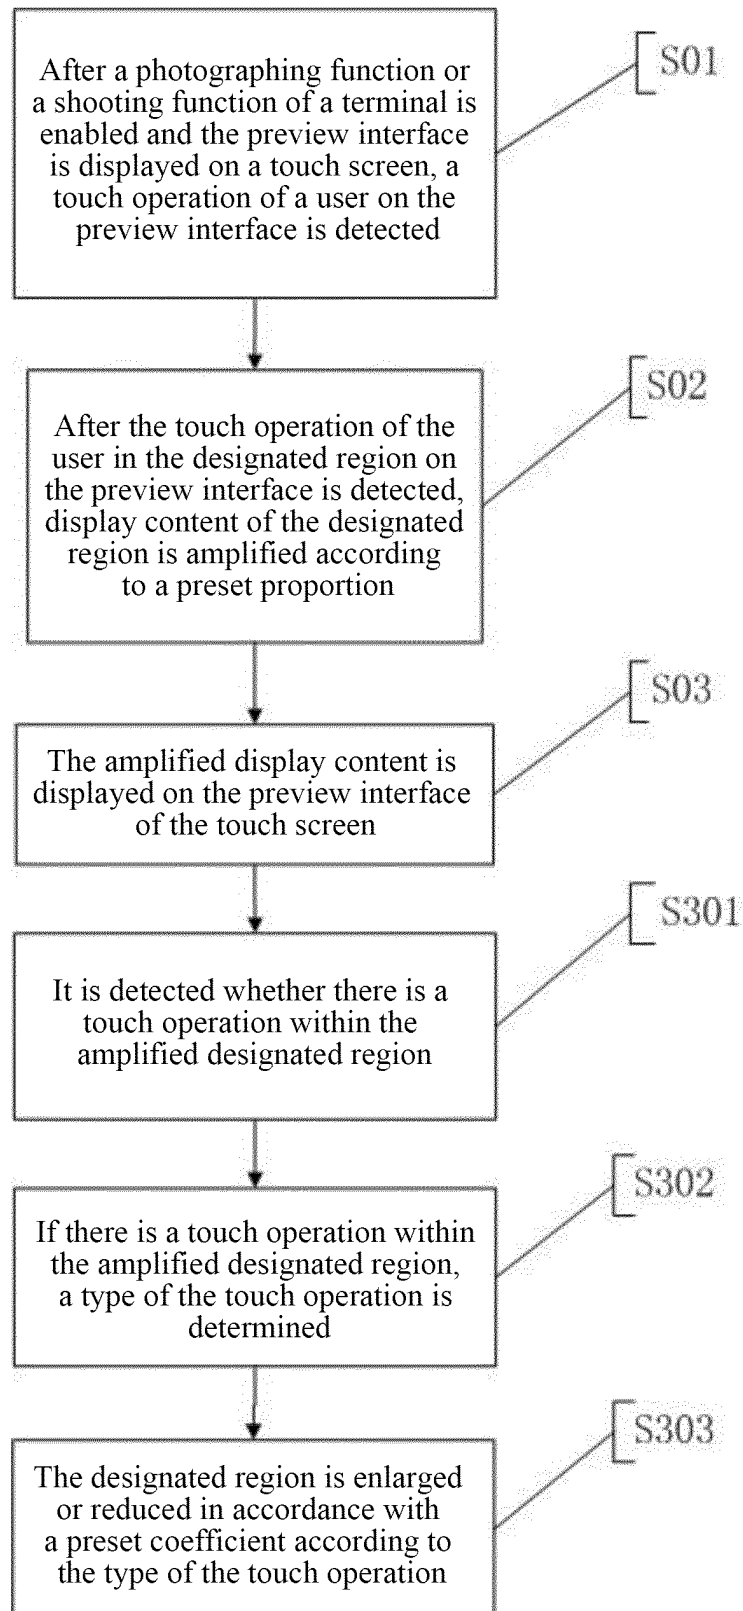 After a photographing function or
a shooting function of a terminal is
enabled and the preview interface
is displayed on a touch screen, a
touch operation of a user on the
preview interface is detected
S01
After the touch operation of the
user in the designated region on
the preview interface is detected,
display content of the designated
region is amplified according
to a preset proportion
S02
The amplified display content is
displayed on the preview interface
of the touch screen
S03
It is detected whether there is a
touch operation within the
amplified designated region
S301
If there is a touch operation within
the amplified designated region,
a type of the touch operation is
determined
S302
The designated region is enlarged
or reduced in accordance with
a preset coefficient according to
the type of the touch operation
S303